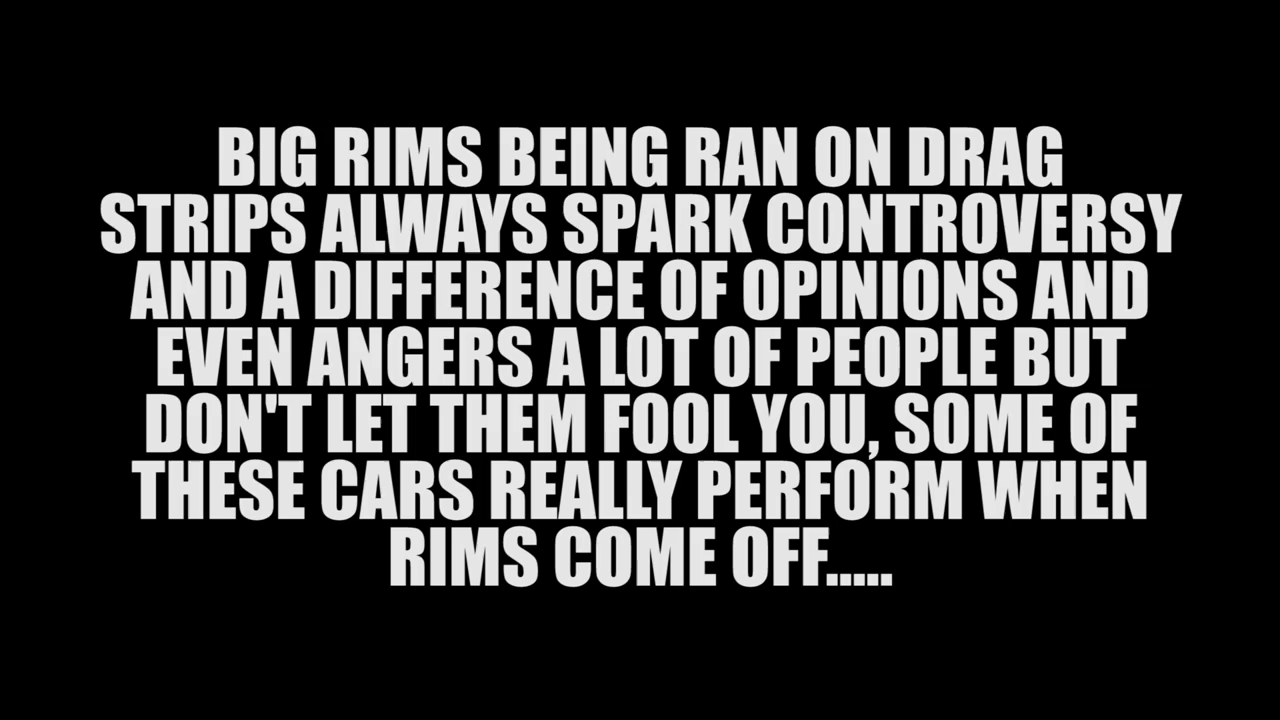 BIG RIMS BEING RAN ON DRAG
STRIPS ALWAYS SPARK CONTROVERSY
AND A DIFFERENCE OF OPINIONS AND
EVEN ANGERS A LOT OF PEOPLE BUT
DON'T LET THEM FOOL YOU, SOME OF
THESE CARS REALLY PERFORM WHEN
RIMS COME OFF.....